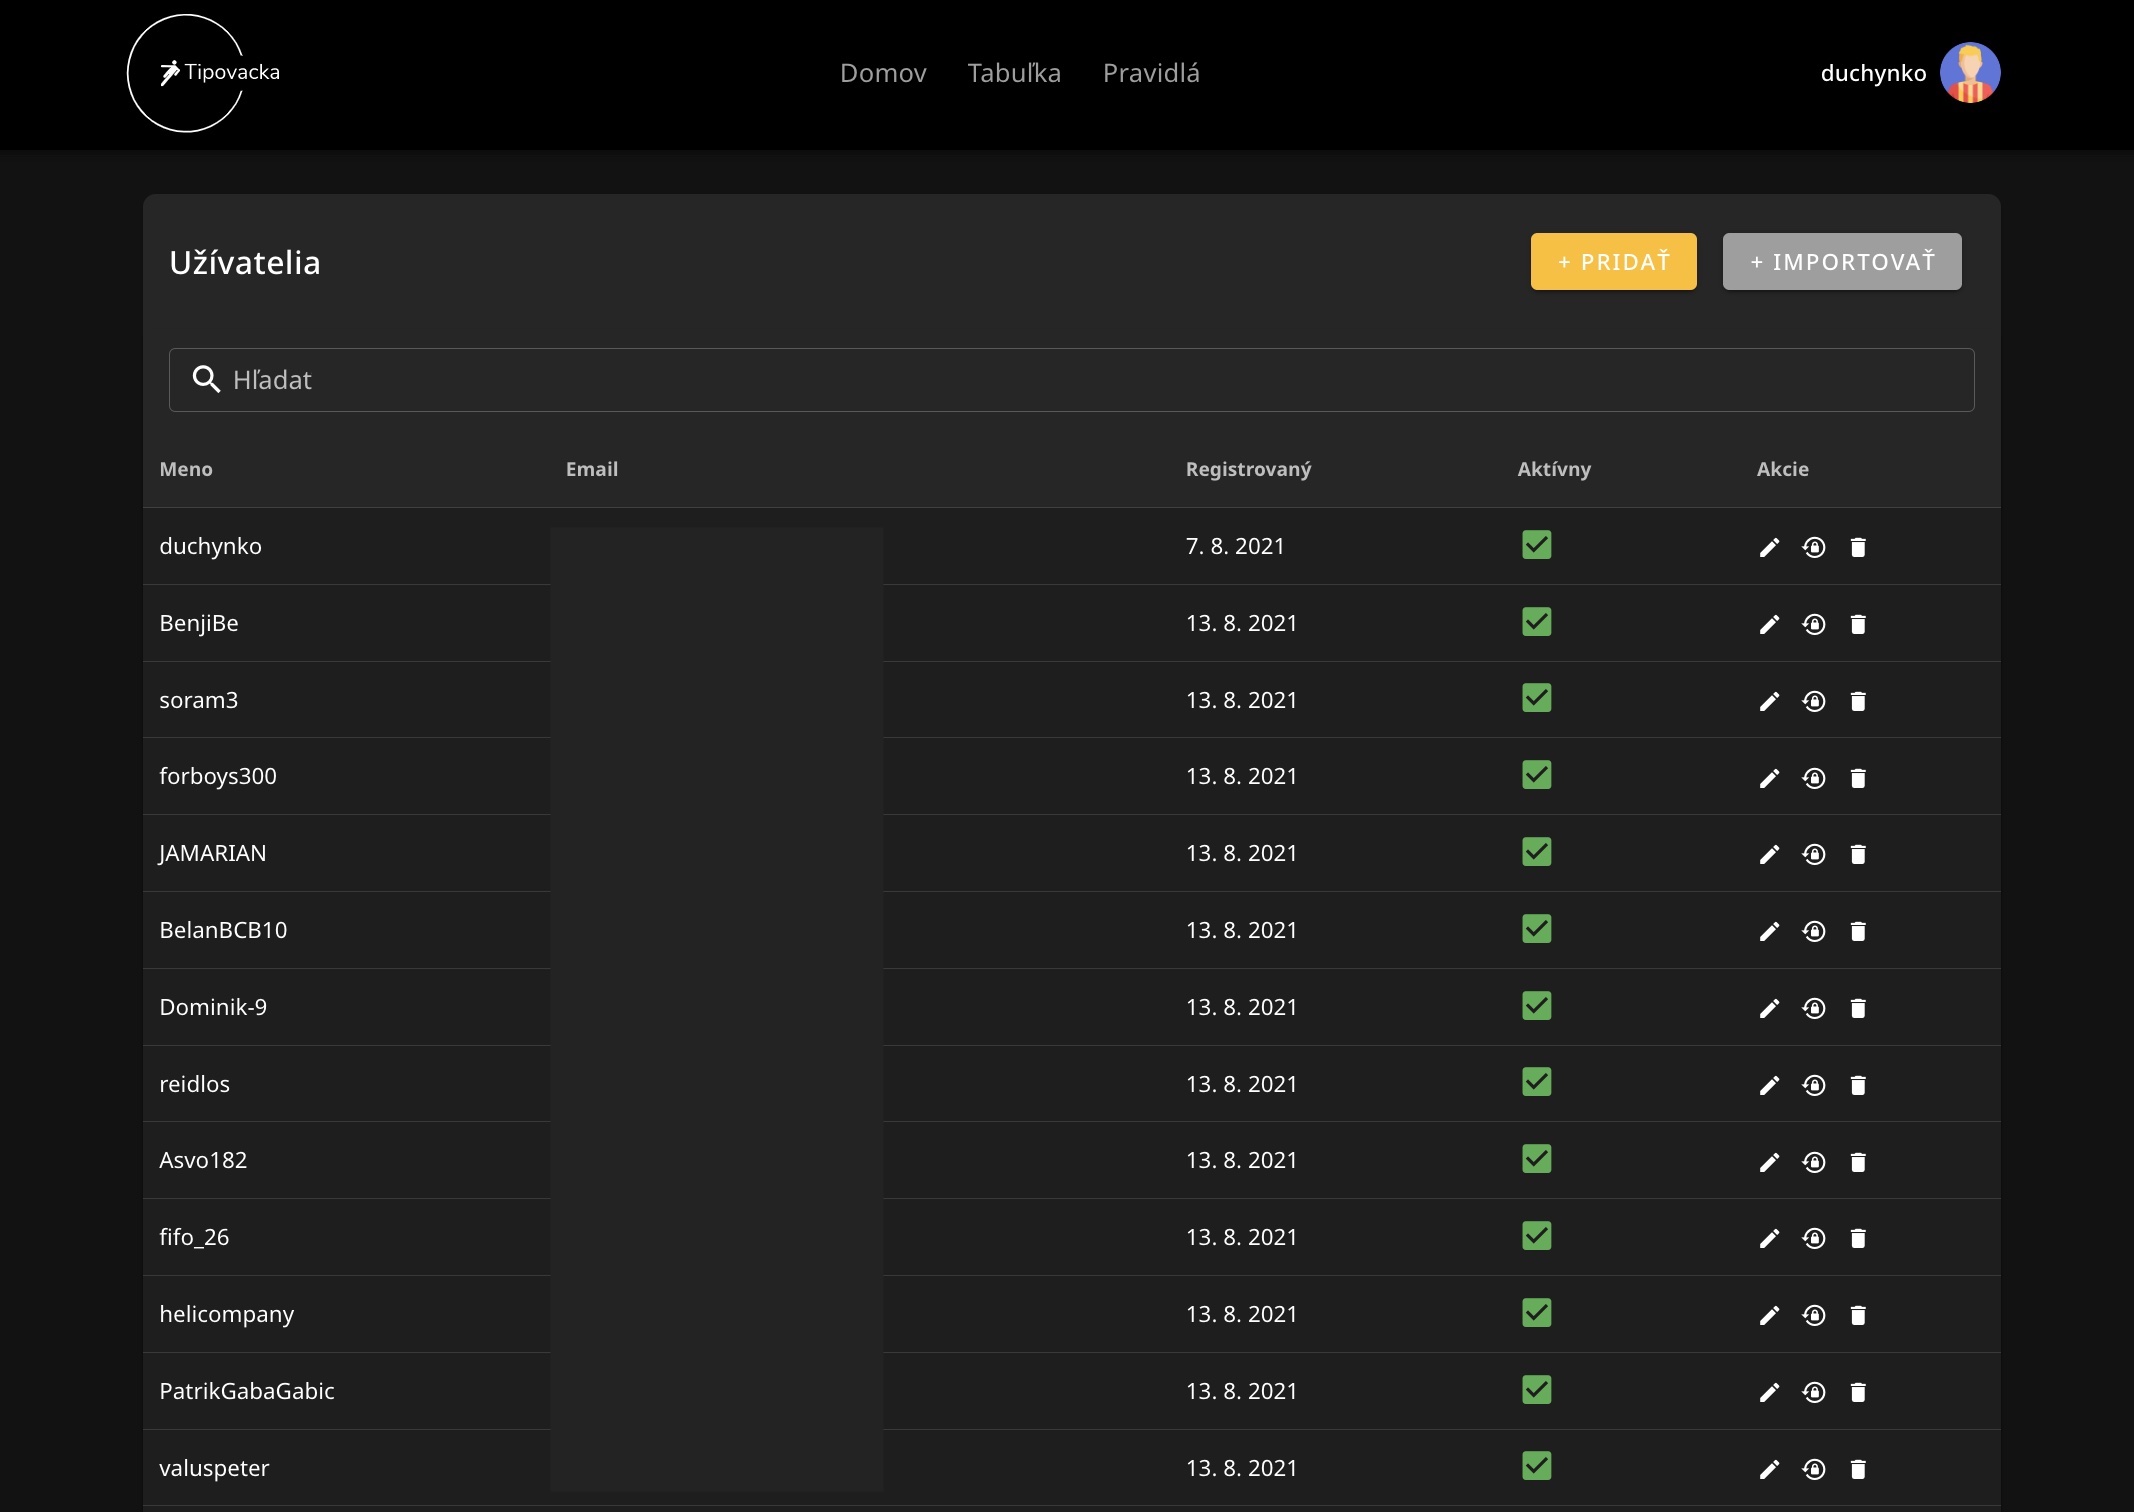 Tipovacka
Domov Tabuľka Pravidlá
duchynko
Užívatelia
+ PRIDAŤ
+ IMPORTOVAŤ
Hľadat
Meno Email Registrovaný Aktívny Akcie
duchynko 7. 8. 2021
BenjiBe 13. 8. 2021
soram3 13. 8. 2021
forboys300 13. 8. 2021
JAMARIAN 13. 8. 2021
BelanBCB10 13. 8. 2021
Dominik-9 13. 8. 2021
reidlos 13. 8. 2021
Asvo182 13. 8. 2021
fifo_26 13. 8. 2021
helicompany 13. 8. 2021
PatrikGabaGabic 13. 8. 2021
valuspeter 13. 8. 2021